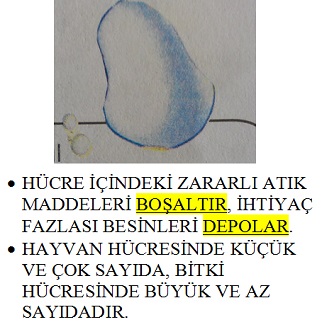 • HÜCRE İÇİNDEKİ ZARARLI ATIK
MADDELERİ BOŞALTIR, İHTİYAÇ
FAZLASI BESİNLERİ DEPOLAR.
• HAYVAN HÜCRESİNDE KÜÇÜK
VE ÇOK SAYIDA, BİTKİ
HÜCRESİNDE BÜYÜK VE AZ
SAYIDADIR.